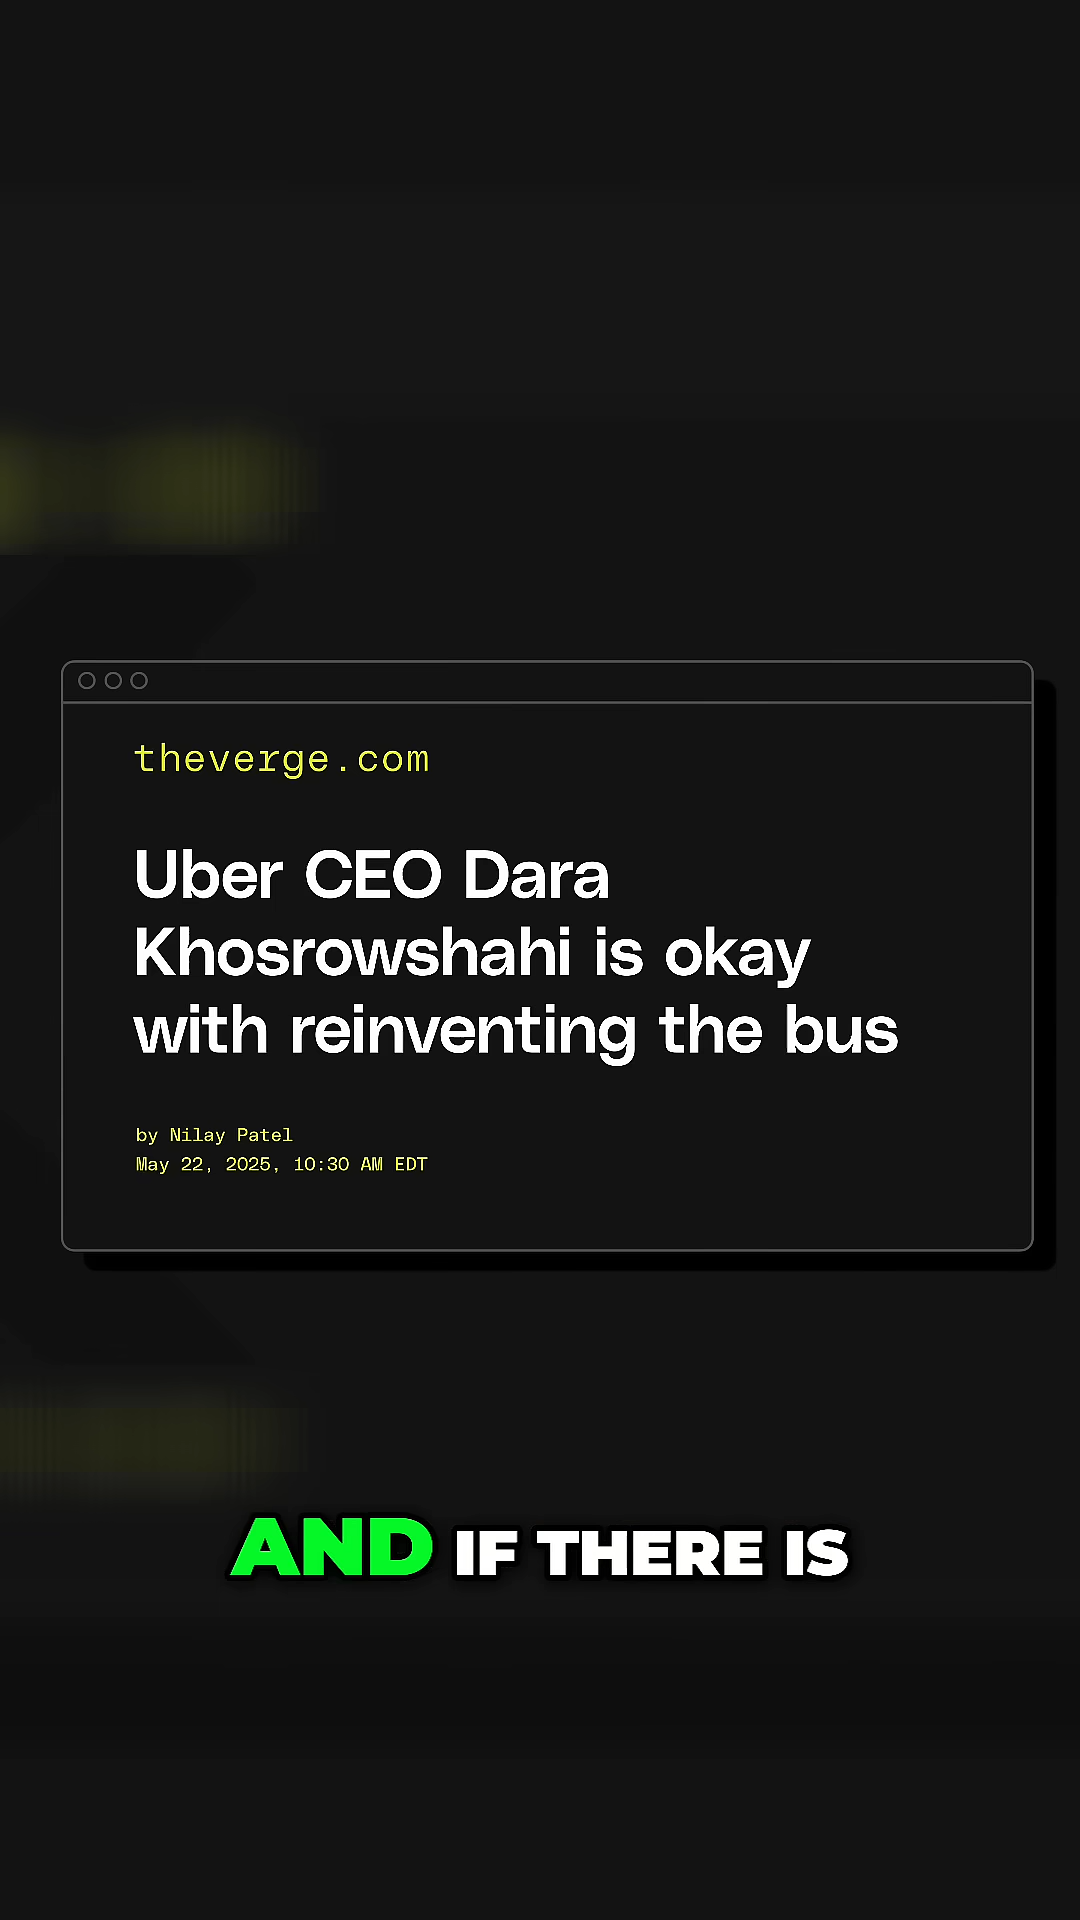 theverge.com
Uber CEO Dara
Khosrowshahi is okay
with reinventing the bus
by Nilay Patel
May 22, 2025, 10:30 AM EDT
AND IF THERE IS